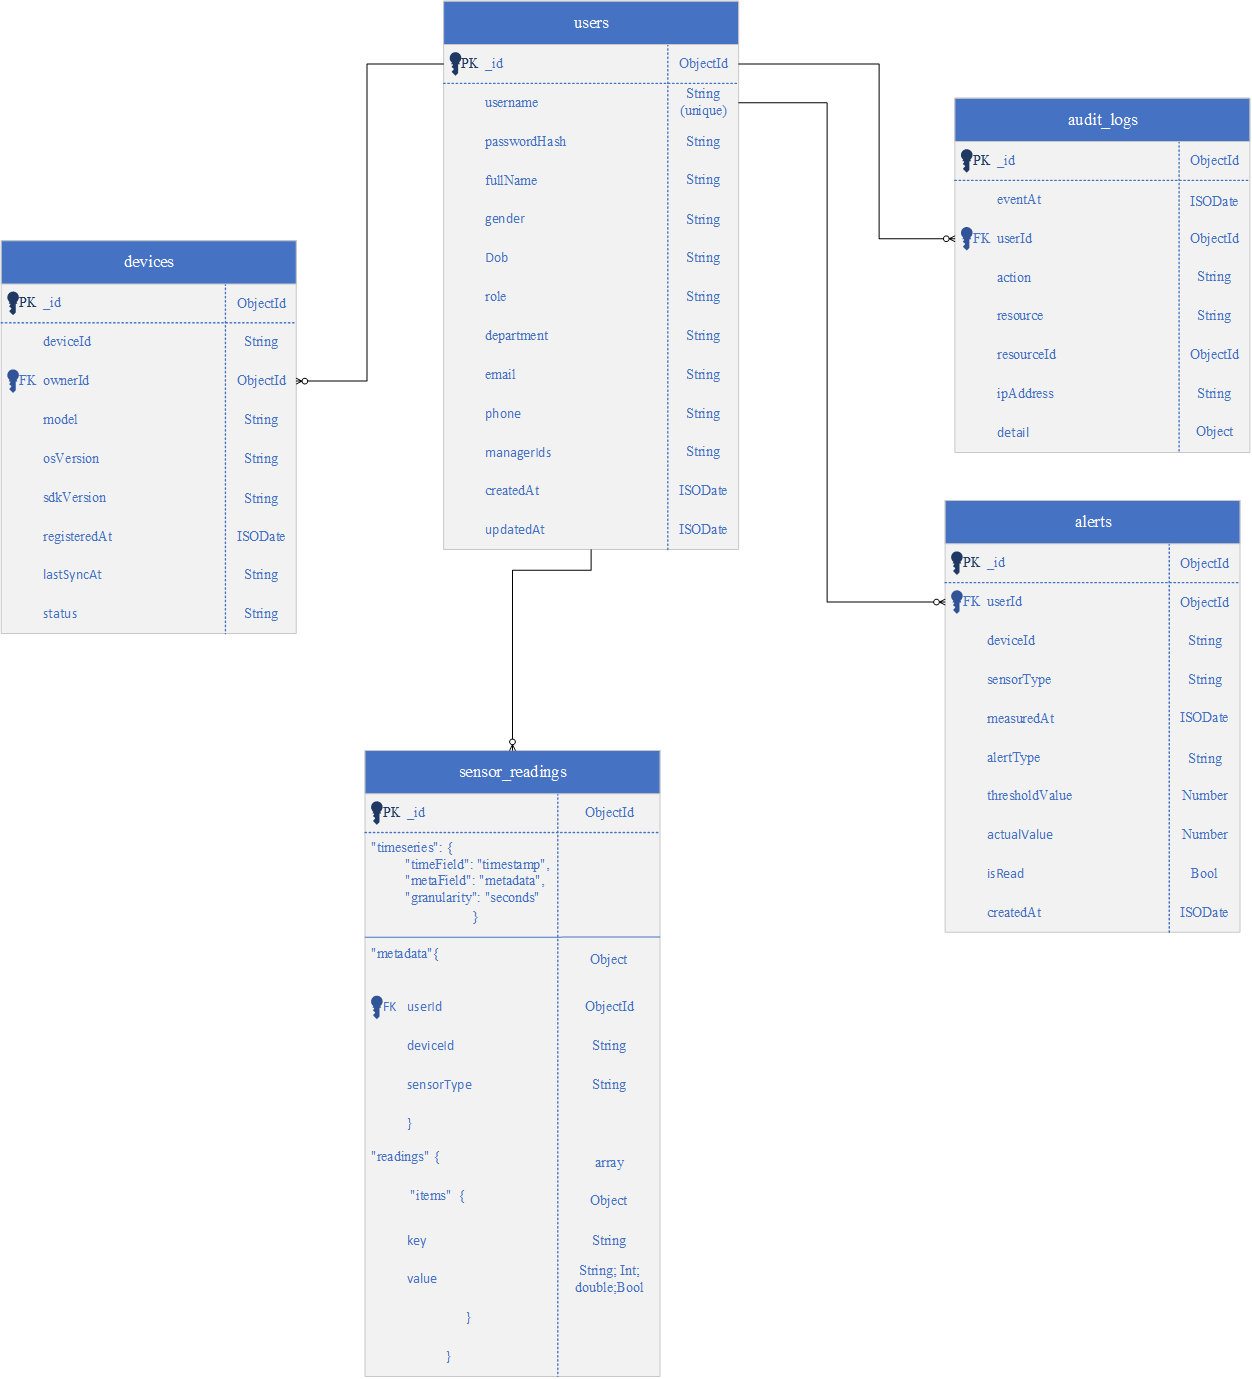 users
PK _id ObjectId
username String (unique)
passwordHash String
fullName String
gender String
Dob String
role String
department String
email String
phone String
managerIds String
createdAt ISODate
updatedAt ISODate
audit_logs
PK _id ObjectId
eventAt ISODate
FK userId ObjectId
action String
resource String
resourceId ObjectId
ipAddress String
detail Object
devices
PK _id ObjectId
deviceId String
FK ownerId ObjectId
model String
osVersion String
sdkVersion String
registeredAt ISODate
lastSyncAt String
status String
alerts
PK _id ObjectId
FK userId ObjectId
deviceId String
sensorType String
measuredAt ISODate
alertType String
thresholdValue Number
actualValue Number
isRead Bool
createdAt ISODate
sensor_readings
PK _id ObjectId
"timeseries": {
"timeField": "timestamp",
"metaField": "metadata",
"granularity": "seconds"
}
"metadata"{ Object
FK userId ObjectId
deviceId String
sensorType String
}
"readings" { array
"items" { Object
key String
value String; Int;
double;Bool
}
}